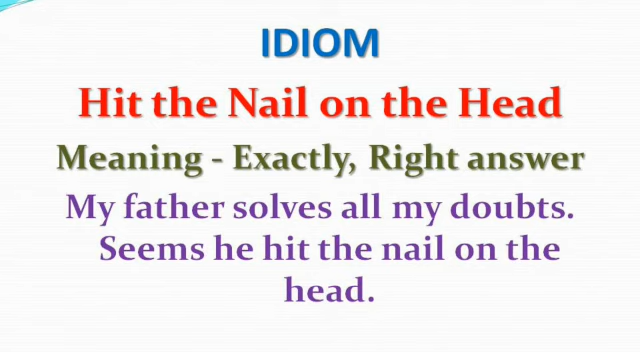 IDIOM
Hit the Nail on the Head
Meaning - Exactly, Right answer
My father solves all my doubts.
Seems he hit the nail on the
head.